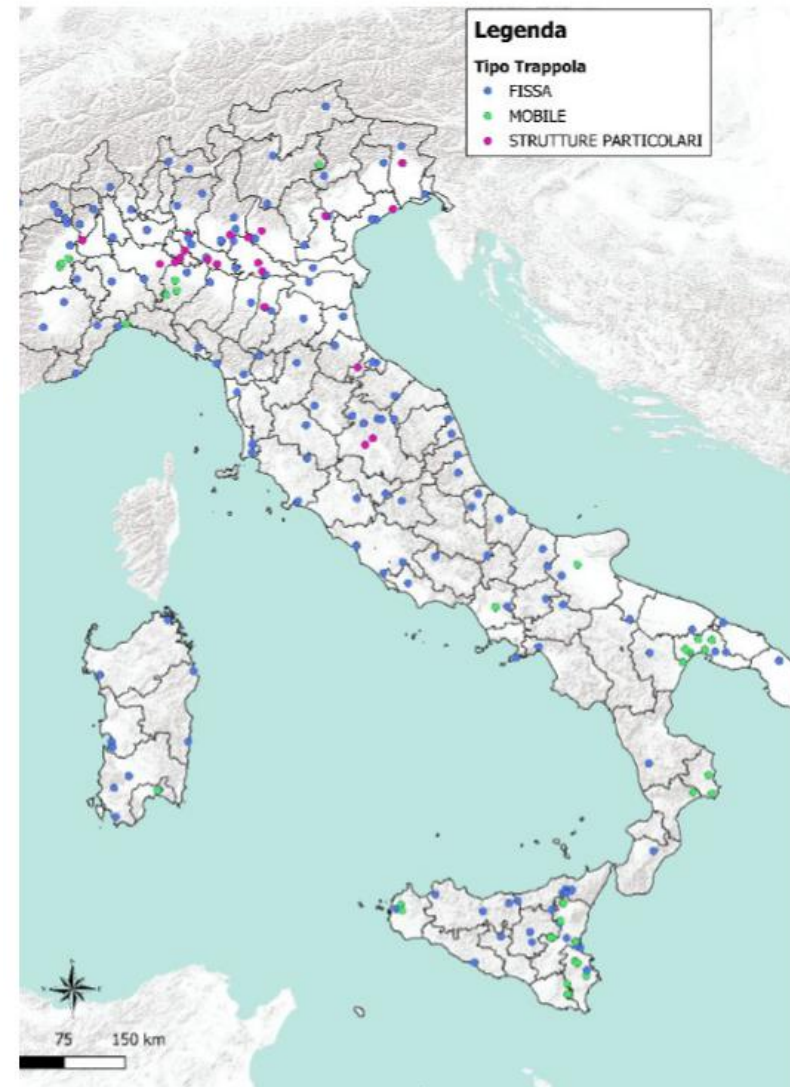 Legenda
Tipo Trappola
FISSA
MOBILE
STRUTTURE PARTICOLARI
75 150 km